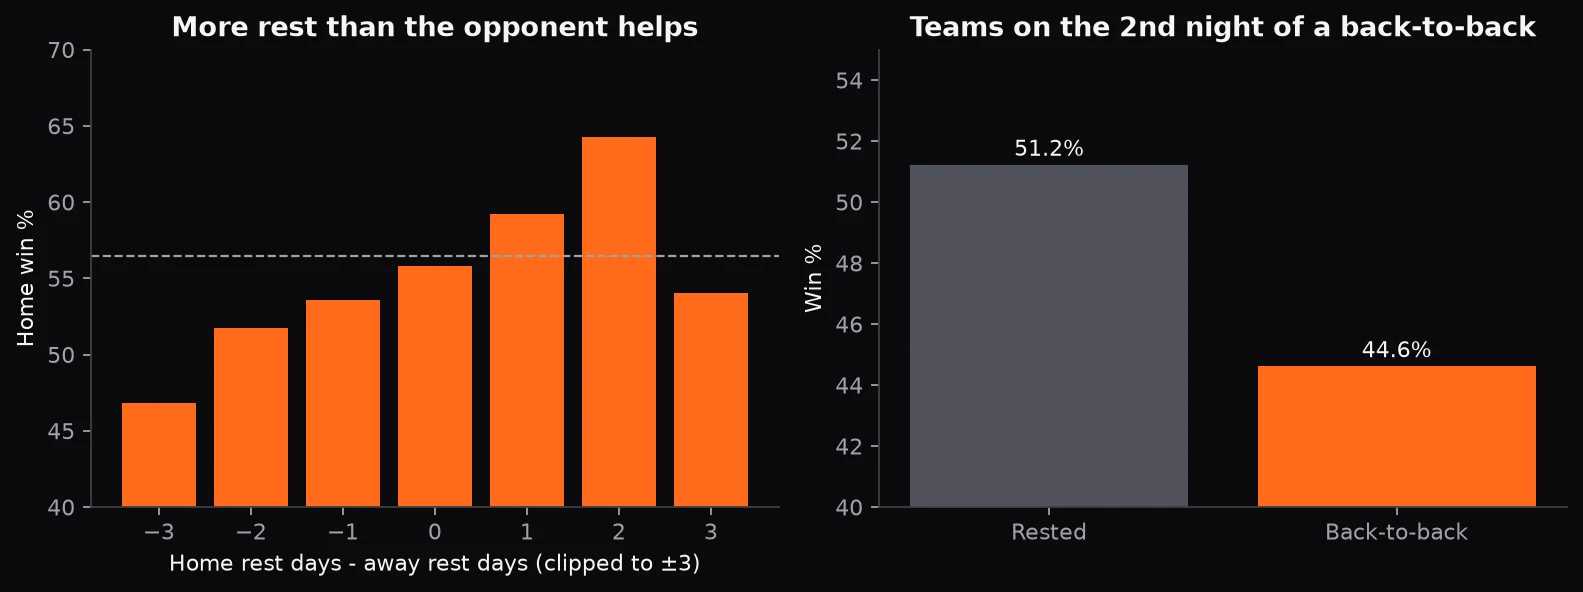 More rest than the opponent helps
70
65
60
55
50
45
40
Home win %
−3 −2 −1 0 1 2 3
Home rest days - away rest days (clipped to ±3)
Teams on the 2nd night of a back-to-back
54
52
50
48
46
44
42
40
Win %
51.2%
44.6%
Rested Back-to-back